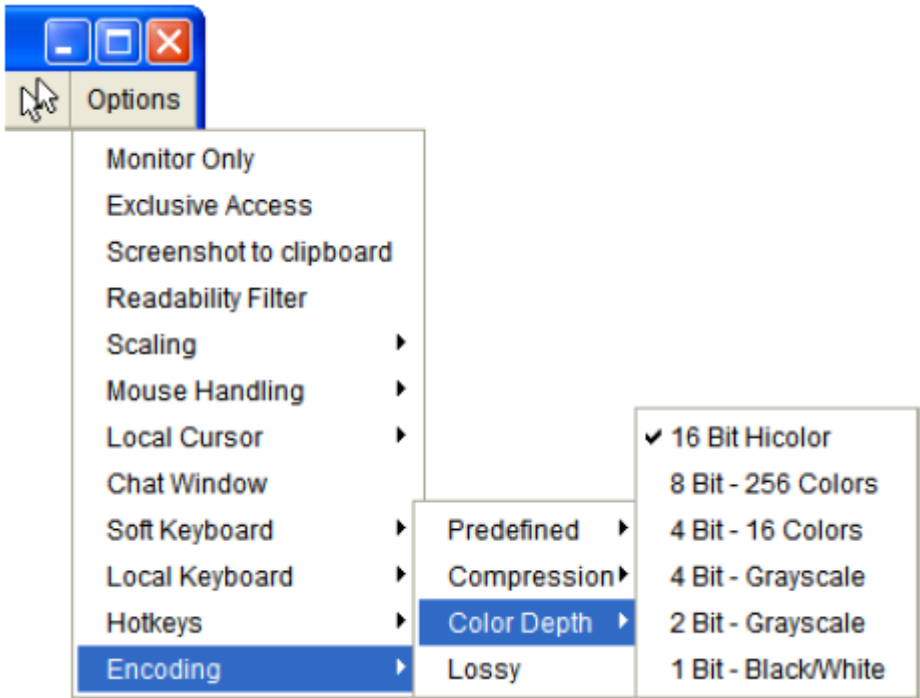 Options
Monitor Only
Exclusive Access
Screenshot to clipboard
Readability Filter
Scaling
Mouse Handling
Local Cursor
Chat Window
Soft Keyboard
Local Keyboard
Hotkeys
Encoding
Predefined
Compression
Color Depth
Lossy
16 Bit Hicolor
8 Bit - 256 Colors
4 Bit - 16 Colors
4 Bit - Grayscale
2 Bit - Grayscale
1 Bit - Black/White